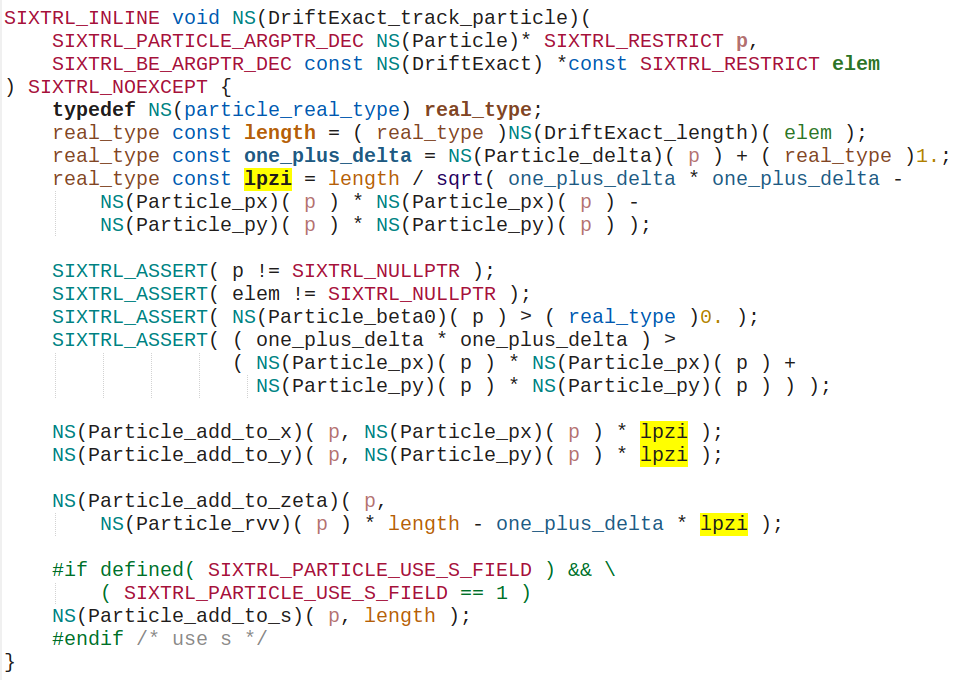 SIXTRL_INLINE void NS(DriftExact_track_particle)(
    SIXTRL_PARTICLE_ARGPTR_DEC NS(Particle)* SIXTRL_RESTRICT p,
    SIXTRL_BE_ARGPTR_DEC const NS(DriftExact) *const SIXTRL_RESTRICT elem
) SIXTRL_NOEXCEPT {
    typedef NS(particle_real_type) real_type;
    real_type const length = ( real_type )NS(DriftExact_length)( elem );
    real_type const one_plus_delta = NS(Particle_delta)( p ) + ( real_type )1.;
    real_type const lpzi = length / sqrt( one_plus_delta * one_plus_delta -
        NS(Particle_px)( p ) * NS(Particle_px)( p ) -
        NS(Particle_py)( p ) * NS(Particle_py)( p ) );

    SIXTRL_ASSERT( p != SIXTRL_NULLPTR );
    SIXTRL_ASSERT( elem != SIXTRL_NULLPTR );
    SIXTRL_ASSERT( NS(Particle_beta0)( p ) > ( real_type )0. );
    SIXTRL_ASSERT( ( one_plus_delta * one_plus_delta ) >
                   ( NS(Particle_px)( p ) * NS(Particle_px)( p ) +
                     NS(Particle_py)( p ) * NS(Particle_py)( p ) ) );

    NS(Particle_add_to_x)( p, NS(Particle_px)( p ) * lpzi );
    NS(Particle_add_to_y)( p, NS(Particle_py)( p ) * lpzi );

    NS(Particle_add_to_zeta)( p,
        NS(Particle_rvv)( p ) * length - one_plus_delta * lpzi );

    #if defined( SIXTRL_PARTICLE_USE_S_FIELD ) && \
        ( SIXTRL_PARTICLE_USE_S_FIELD == 1 )
    NS(Particle_add_to_s)( p, length );
    #endif /* use s */
}